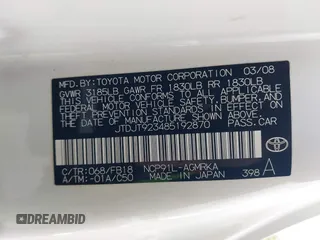 MFD. BY: TOYOTA MOTOR CORPORATION 03/08
GVWR 3185LB GAWR FR 1830LB RR 1830LB
THIS VEHICLE CONFORMS TO ALL APPLICABLE
FEDERAL MOTOR VEHICLE SAFETY, BUMPER, AND
THEFT PREVENTION STANDARDS IN EFFECT ON
THE DATE OF MANUFACTURE SHOWN ABOVE.
JTDJT923485192870 PASS.CAR
C/TR: 068/FB18 NCP91L-AGMRKA
A/TM: -01A/C50 MADE IN JAPAN 398 A
TOYOTA